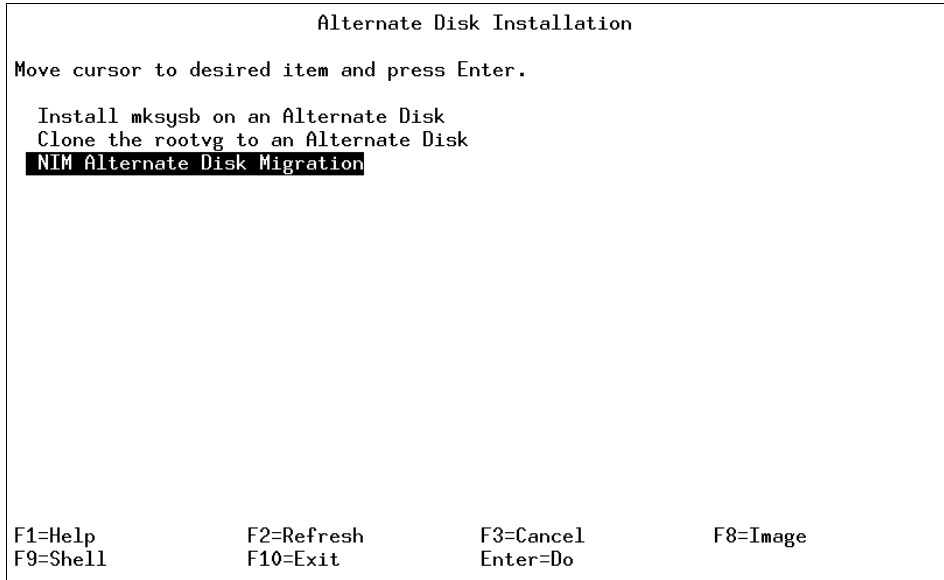 Alternate Disk Installation
Move cursor to desired item and press Enter.
Install mksysb on an Alternate Disk
Clone the rootvg to an Alternate Disk
NIM Alternate Disk Migration
F1=Help F2=Refresh F3=Cancel F8=Image
F9=Shell F10=Exit Enter=Do